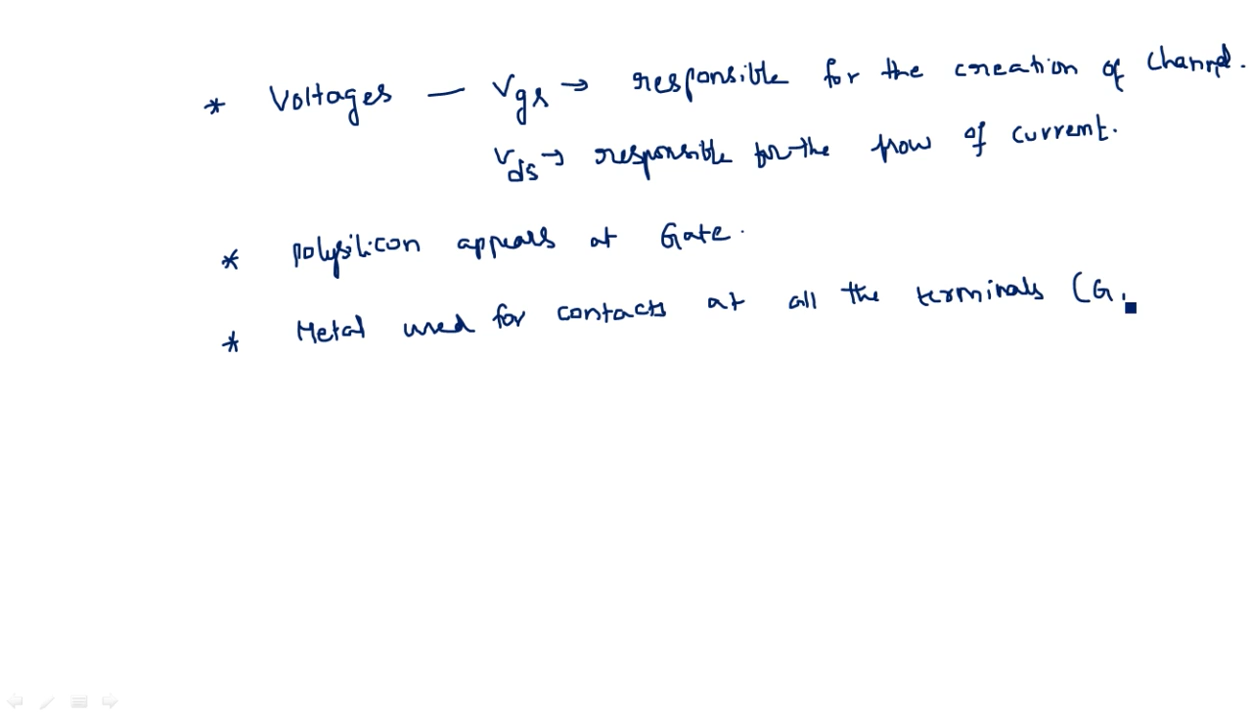 * Voltages — Vgs → responsible for the creation of channel.
Vds → responsible for the flow of current.
* polysilicon appears at Gate.
* Metal used for contacts at all the terminals (G,